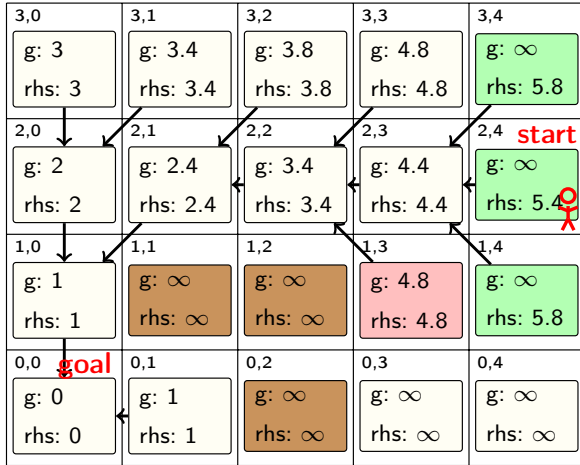 3,0 3,1 3,2 3,3 3,4
g: 3 g: 3.4 g: 3.8 g: 4.8 g: ∞
rhs: 3 rhs: 3.4 rhs: 3.8 rhs: 4.8 rhs: 5.8
2,0 2,1 2,2 2,3 2,4
start
g: 2 g: 2.4 g: 3.4 g: 4.4 g: ∞
rhs: 2 rhs: 2.4 rhs: 3.4 rhs: 4.4 rhs: 5.4
1,0 1,1 1,2 1,3 1,4
g: 1 g: ∞ g: ∞ g: 4.8 g: ∞
rhs: 1 rhs: ∞ rhs: ∞ rhs: 4.8 rhs: 5.8
0,0 0,1 0,2 0,3 0,4
goal
g: 0 g: 1 g: ∞ g: ∞ g: ∞
rhs: 0 rhs: 1 rhs: ∞ rhs: ∞ rhs: ∞